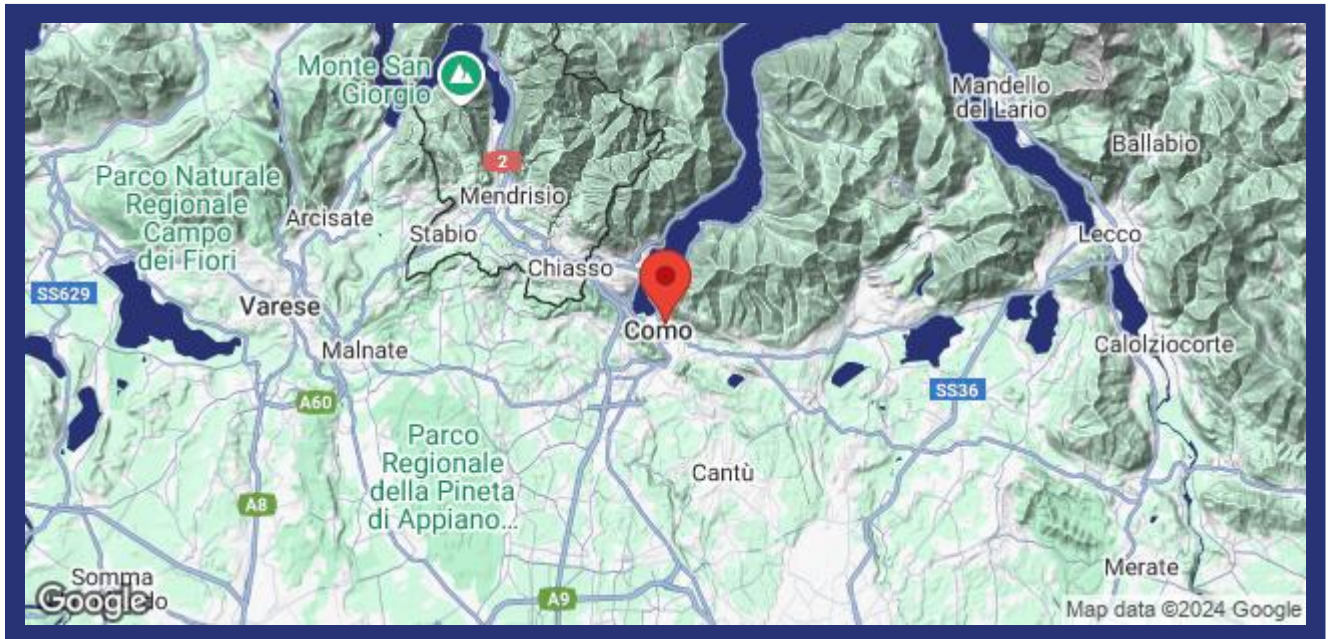 Monte San
Giorgio
Mandello
del Lario
Ballabio
2
Parco Naturale
Regionale
Campo
dei Fiori
Mendrisio
Arcisate
Stabio
Lecco
Chiasso
SS629
Varese
Como
Malnate
Calolziocorte
A60
SS36
Parco
Regionale
della Pineta
di Appiano...
Cantù
A8
Merate
Somma
A9
Google
Map data ©2024 Google